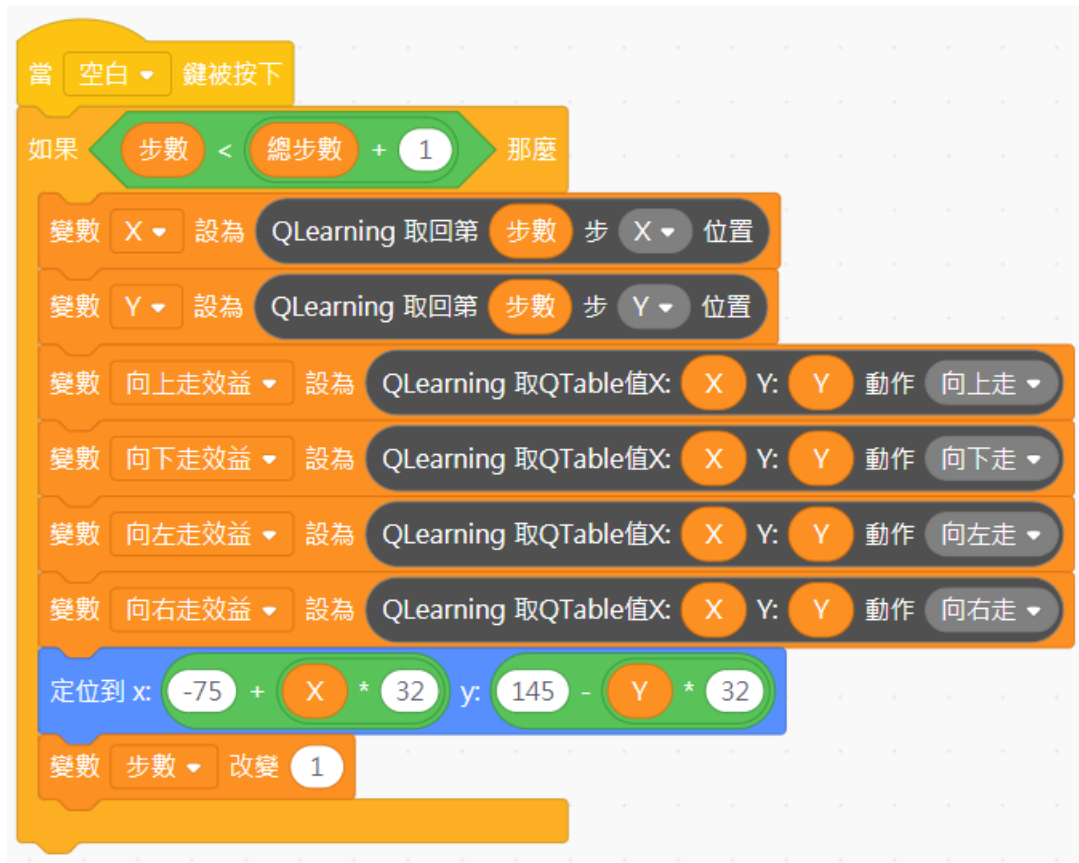 當 空白 鍵被按下
如果 步數 < 總步數 + 1 那麼
變數 X 設為 QLearning 取回第 步數 步 X 位置
變數 Y 設為 QLearning 取回第 步數 步 Y 位置
變數 向上走效益 設為 QLearning 取QTable值X: X Y: Y 動作 向上走
變數 向下走效益 設為 QLearning 取QTable值X: X Y: Y 動作 向下走
變數 向左走效益 設為 QLearning 取QTable值X: X Y: Y 動作 向左走
變數 向右走效益 設為 QLearning 取QTable值X: X Y: Y 動作 向右走
定位到 x: -75 + X * 32 y: 145 - Y * 32
變數 步數 改變 1